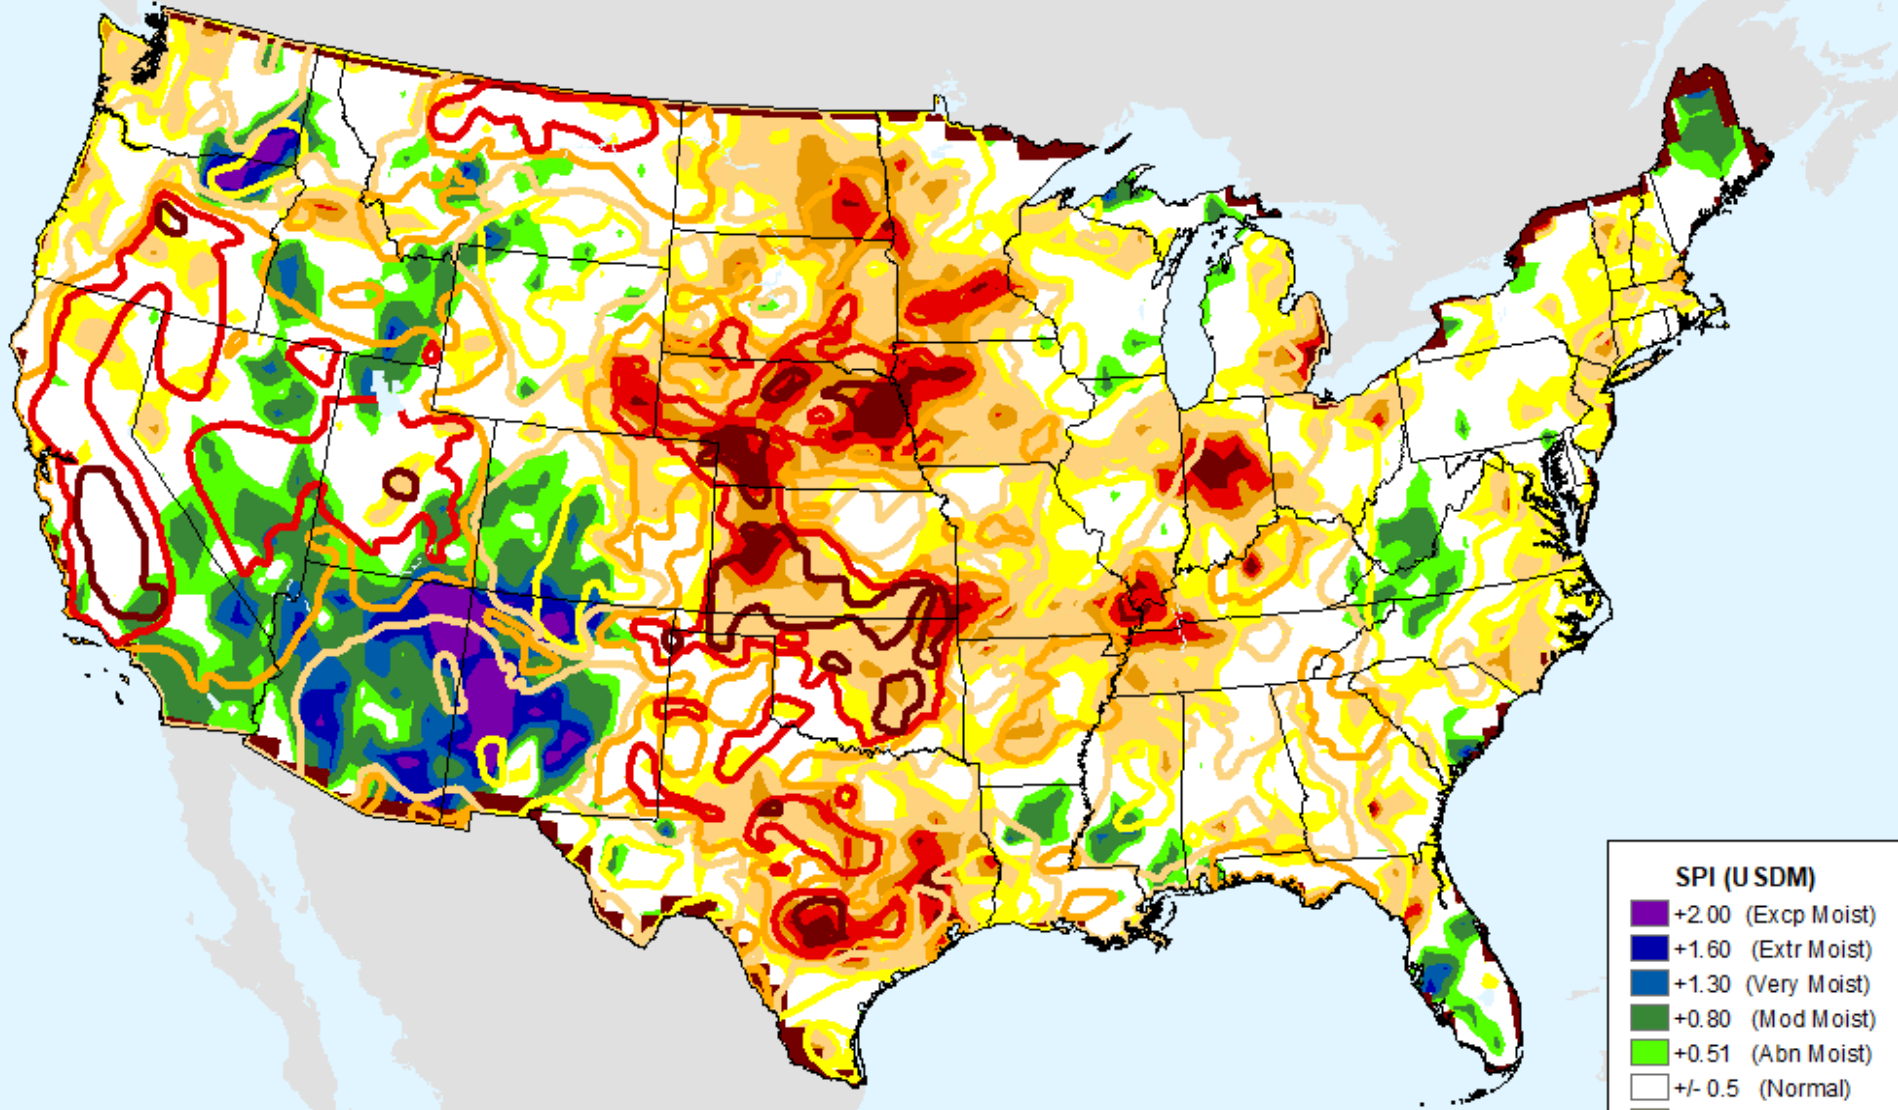 SPI (USDM)
+2.00 (Excp Moist)
+1.60 (Extr Moist)
+1.30 (Very Moist)
+0.80 (Mod Moist)
+0.51 (Abn Moist)
+/- 0.5 (Normal)